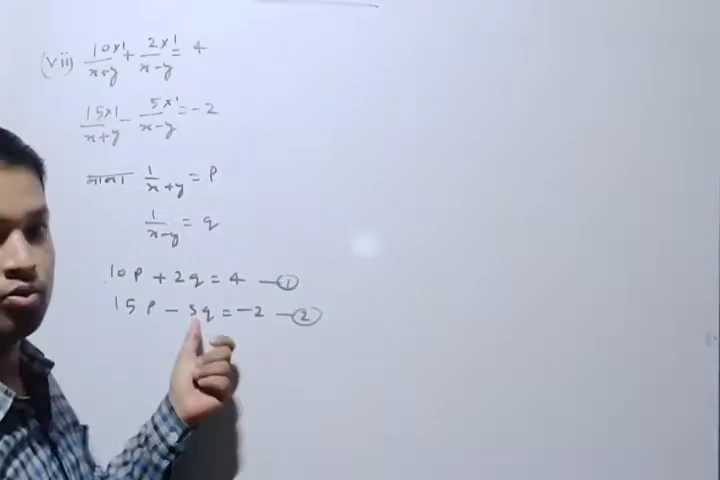 (vii) 10×1/x+y + 2×1/x-y = 4
15×1/x+y - 5×1/x-y = -2
माना 1/x+y = p
1/x-y = q
10p + 2q = 4 —①
15p - 5q = -2 —②